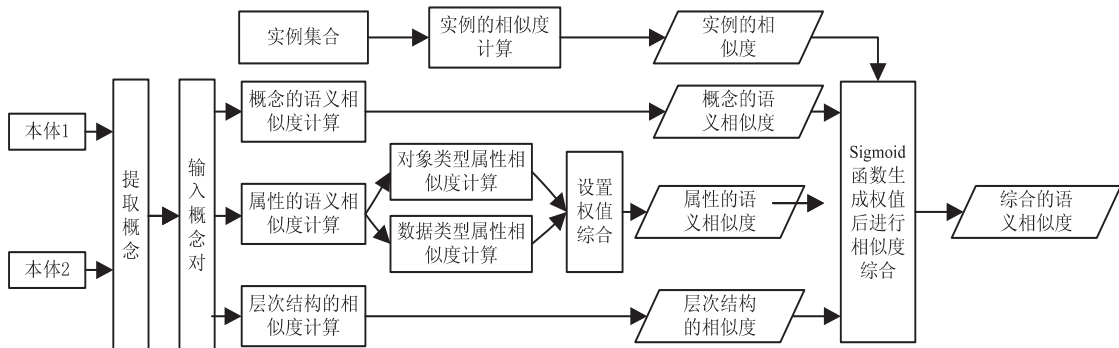 实例集合
实例的相似度
计算
实例的相
似度
本体1
本体2
提
取
概
念
输
入
概
念
对
概念的语义相
似度计算
概念的语
义相似度
属性的语义相
似度计算
对象类型属性相
似度计算
数据类型属性相
似度计算
设置
权值
综合
属性的语
义相似度
层次结构的相
似度计算
层次结构
的相似度
Sigmoid
函数生
成权值
后进行
相似度
综合
综合的语
义相似度